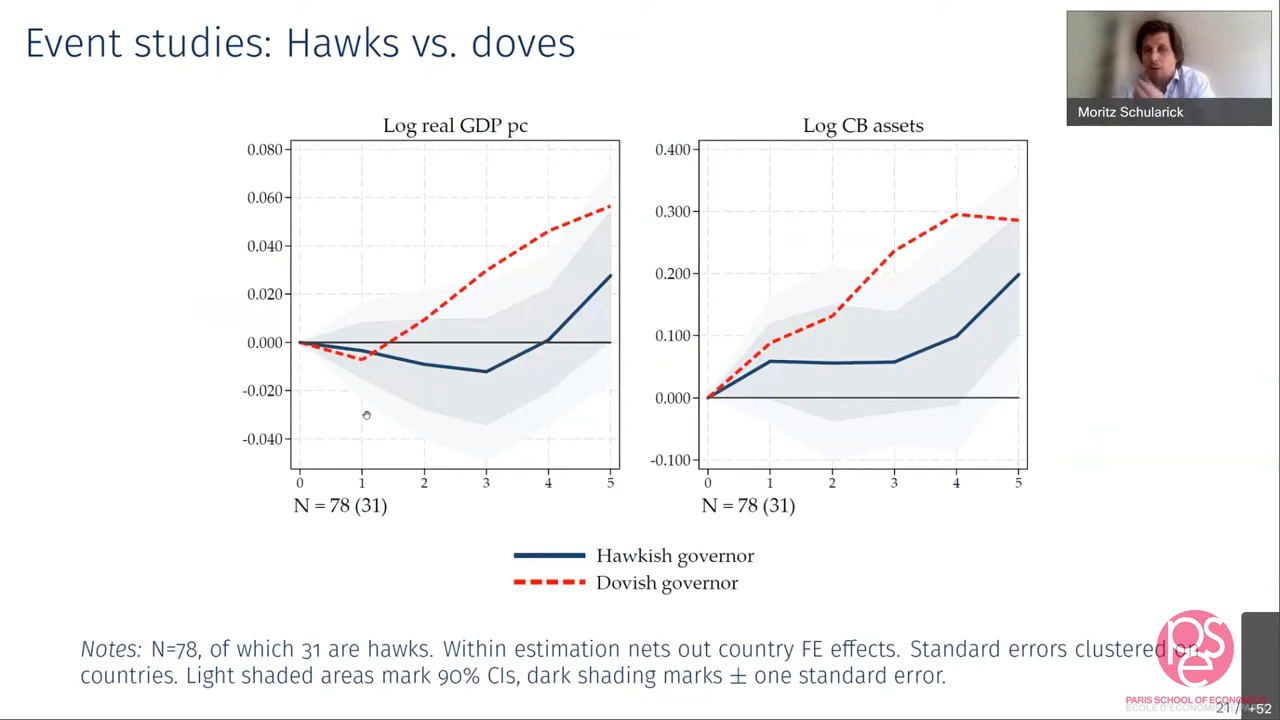 Event studies: Hawks vs. doves
Moritz Schularick
Log real GDP pc
0.080
0.060
0.040
0.020
0.000
-0.020
-0.040
0 1 2 3 4 5
N = 78 (31)
Log CB assets
0.400
0.300
0.200
0.100
0.000
-0.100
0 1 2 3 4 5
N = 78 (31)
Hawkish governor
Dovish governor
Notes: N=78, of which 31 are hawks. Within estimation nets out country FE effects. Standard errors clustered on
countries. Light shaded areas mark 90% CIs, dark shading marks ± one standard error.
pse
PARIS SCHOOL OF ECONOMICS
21 / +52